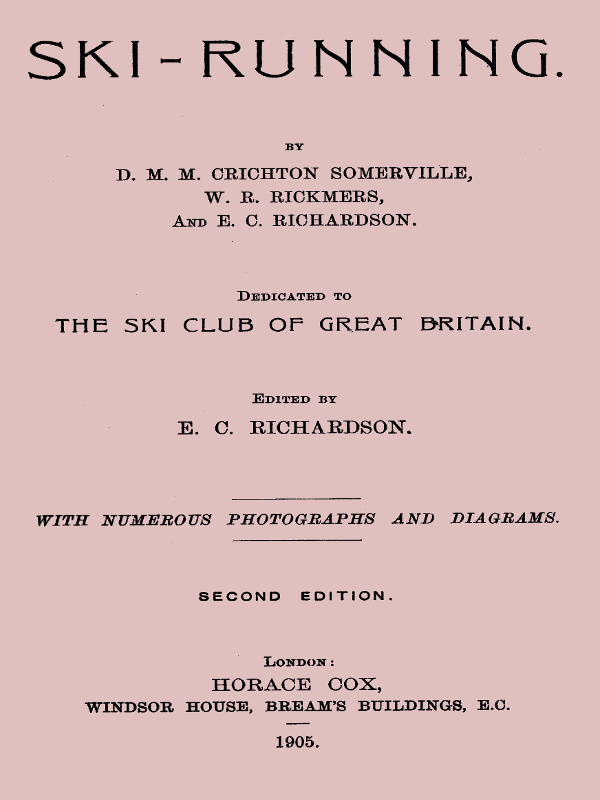 SKI-RUNNING.
BY
D. M. M. CRICHTON SOMERVILLE,
W. R. RICKMERS,
AND E. C. RICHARDSON.
DEDICATED TO
THE SKI CLUB OF GREAT BRITAIN.
EDITED BY
E. C. RICHARDSON.
WITH NUMEROUS PHOTOGRAPHS AND DIAGRAMS.
SECOND EDITION.
LONDON:
HORACE COX,
WINDSOR HOUSE, BREAM'S BUILDINGS, E.C.
1905.